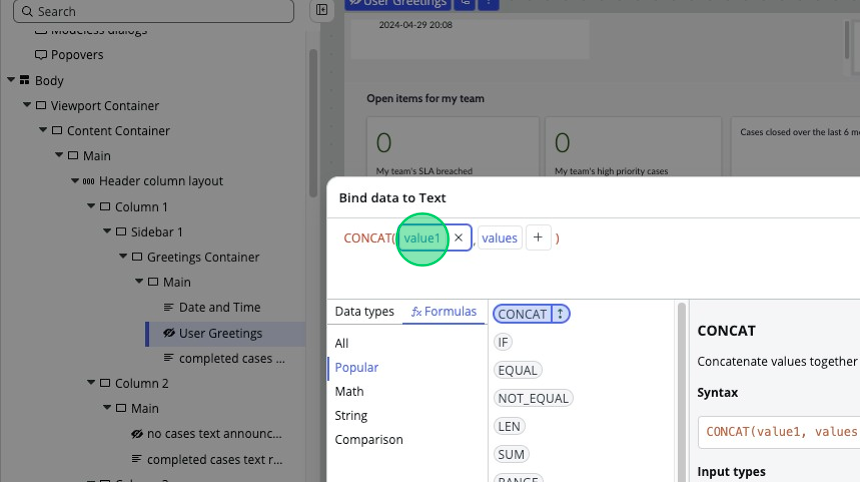 Search
Modeless dialogs
Popovers
Body
Viewport Container
Content Container
Main
Header column layout
Column 1
Sidebar 1
Greetings Container
Main
Date and Time
User Greetings
completed cases ...
Column 2
Main
no cases text announc...
completed cases text r...
User Greetings
2024-04-29 20:08
Open items for my team
0
My team's SLA breached
0
My team's high priority cases
Cases closed over the last 6 m
Bind data to Text
CONCAT( value1 × , values + )
Data types
fx Formulas
All
Popular
Math
String
Comparison
CONCAT
IF
EQUAL
NOT_EQUAL
LEN
SUM
RANGE
CONCAT
Concatenate values together
Syntax
CONCAT(value1, values
Input types